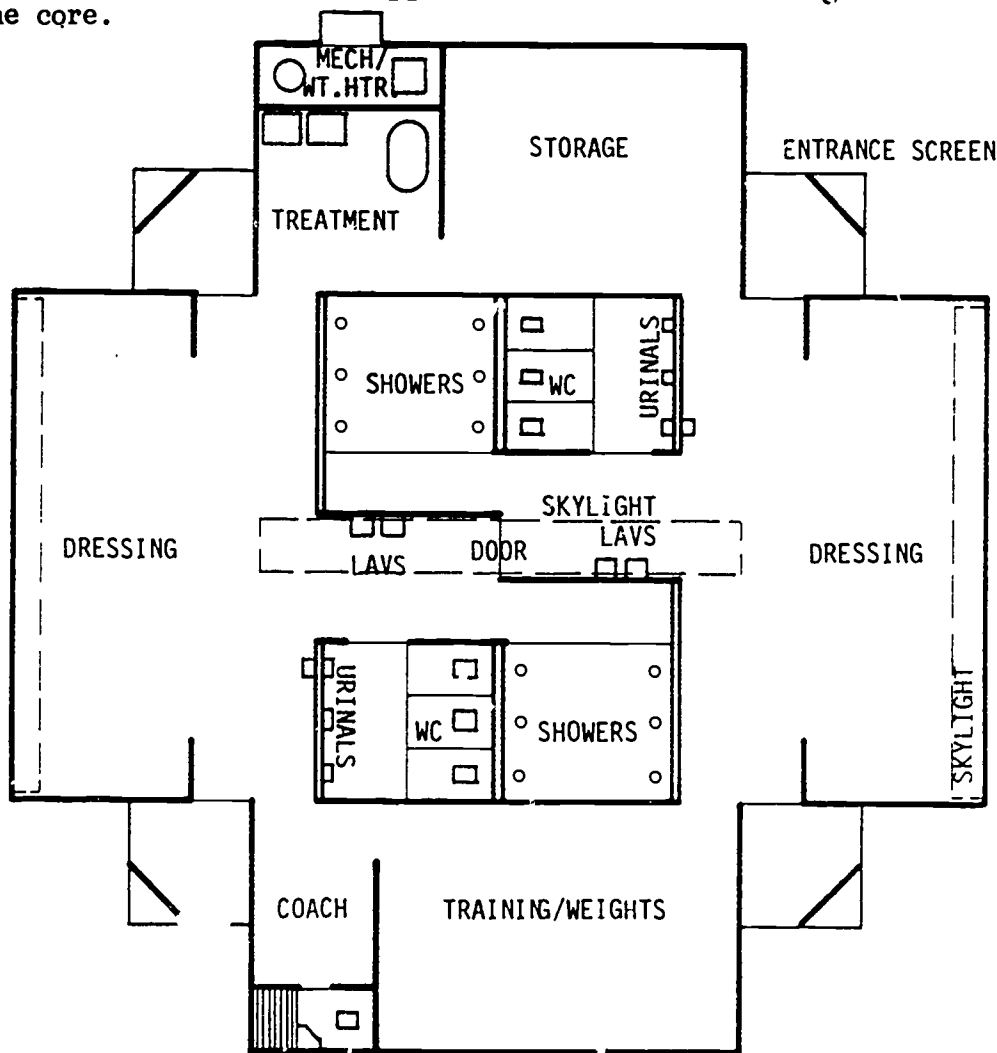 he core.
MECH/
WT.HTR.
STORAGE
ENTRANCE SCREEN
TREATMENT
SHOWERS
WC
URINALS
SKYLIGHT
DRESSING
LAVS
DOOR
LAVS
DRESSING
URINALS
WC
SHOWERS
SKYLIGHT
COACH
TRAINING/WEIGHTS